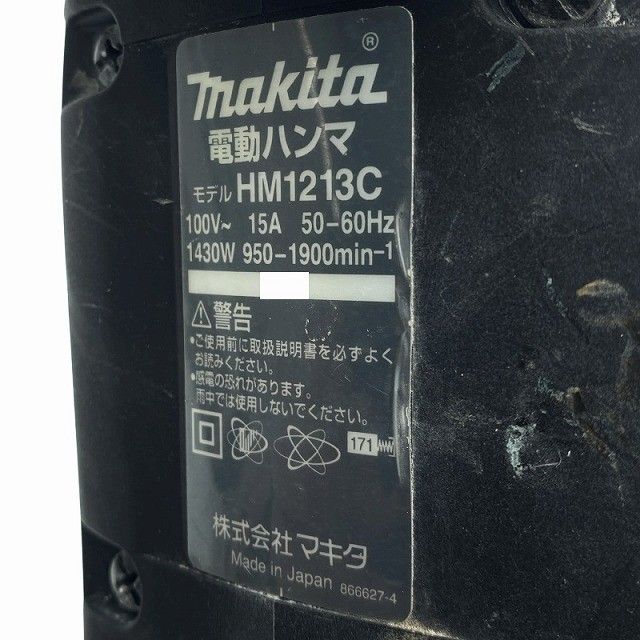 ®
makita
電動ハンマ
モデル HM1213C
100V~ 15A 50-60Hz
1430W 950-1900min-1
警告
•ご使用前に取扱説明書を必ずよく
お読みください。
•感電の恐れがあります。
雨中では使用しないでください。
171
株式会社 マキタ
Made in Japan 866627-4